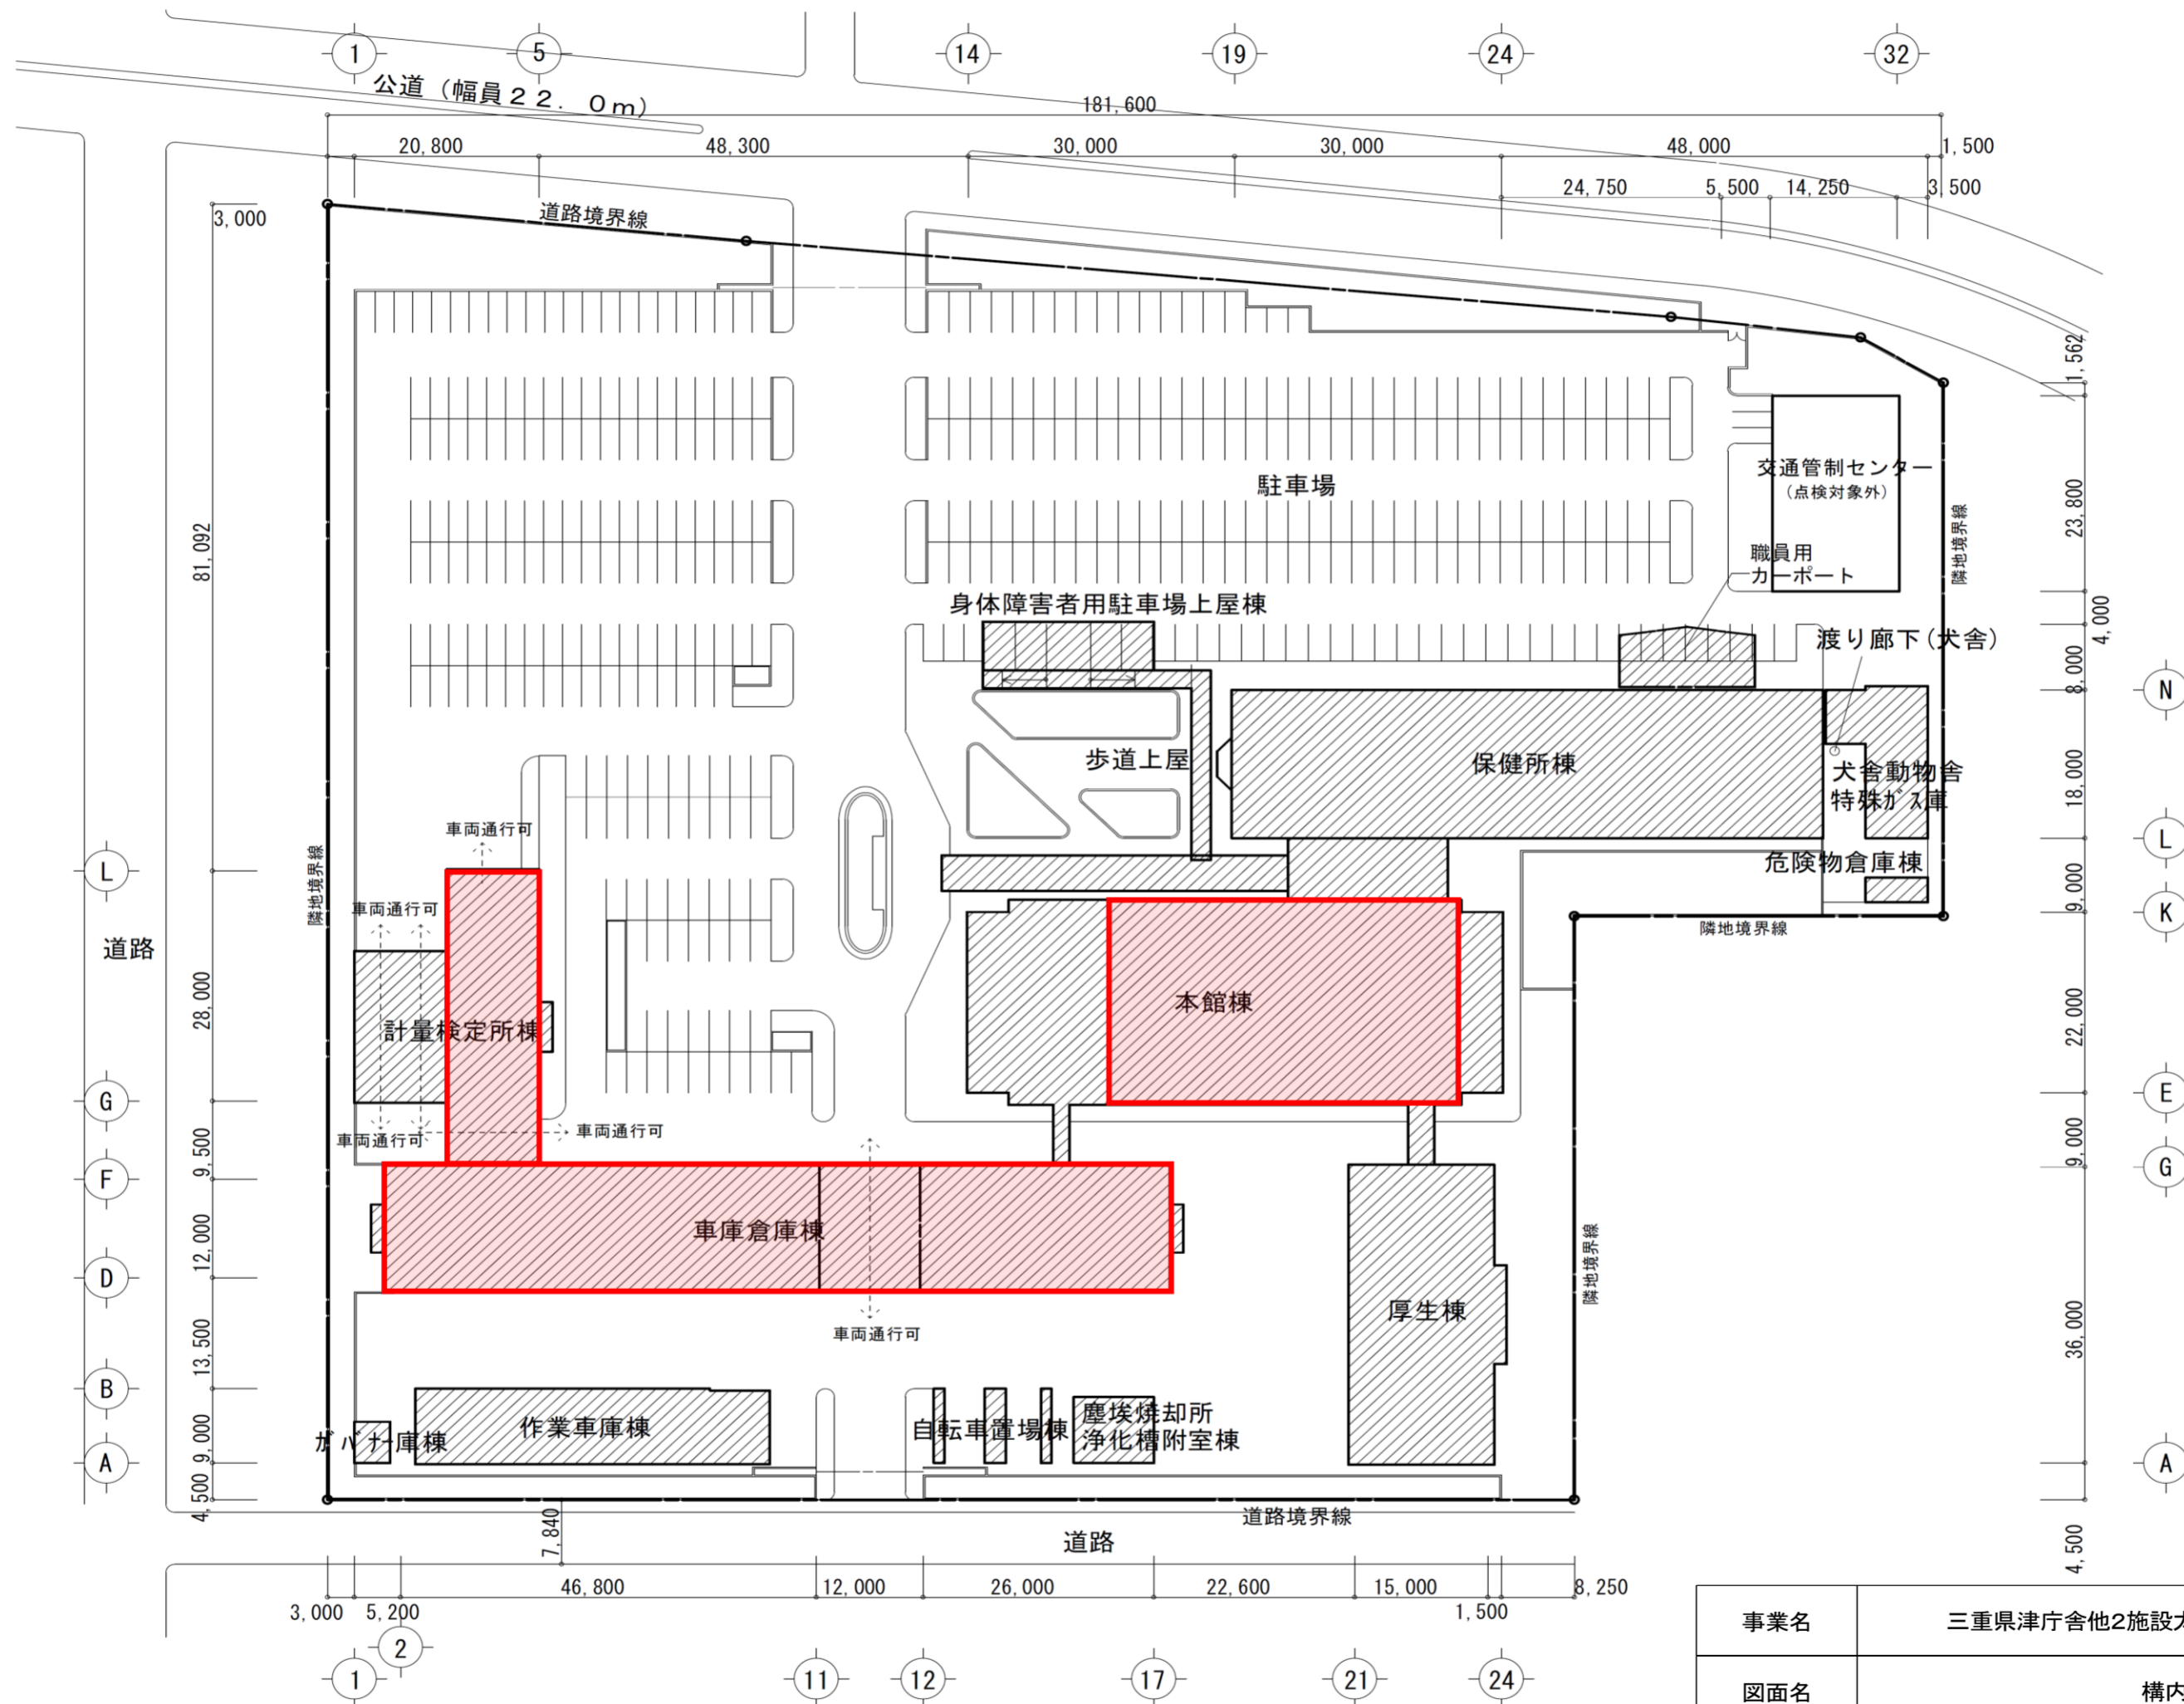 1 5 14 19 24 32
公道（幅員２２．０ｍ）
181,600
20,800 48,300 30,000 30,000 48,000 1,500
24,750 5,500 14,250 3,500
3,000
道路境界線
1,562
駐車場
交通管制センター
（点検対象外）
23,800
隣地境界線
81,092
職員用
カーポート
身体障害者用駐車場上屋棟
4,000
渡り廊下(犬舎)
8,000
N
歩道上屋
保健所棟
犬舎動物舎
特殊ガス庫
18,000
車両通行可
L
L
隣地境界線
危険物倉庫棟
9,000
車両通行可
K
隣地境界線
道路
28,000
本館棟
22,000
計量検定所棟
G
E
車両通行可
車両通行可
9,500
9,000
F
G
車庫倉庫棟
12,000
隣地境界線
D
厚生棟
車両通行可
13,500
36,000
B
作業車庫棟
自転車置場棟
塵埃焼却所
浄化槽附室棟
ガバナー庫棟
9,000
A
A
4,500
道路境界線
7,840
道路
4,500
46,800 12,000 26,000 22,600 15,000 8,250
3,000 5,200 1,500
2
1 11 12 17 21 24
事業名 三重県津庁舎他2施設
図面名 構内